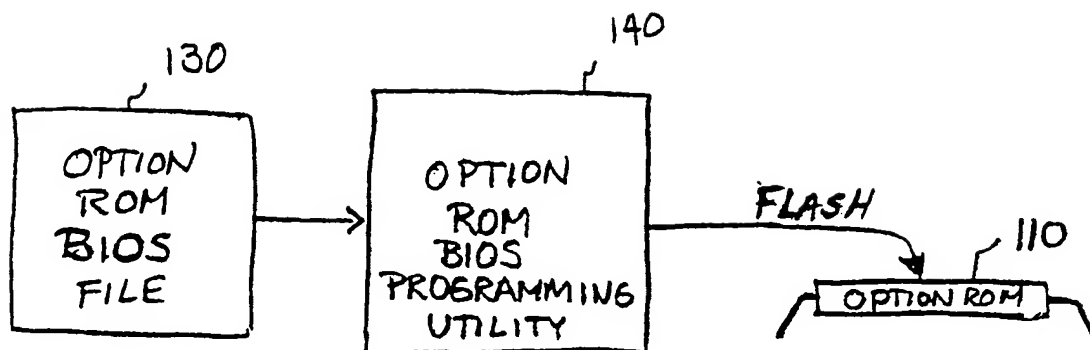 130
OPTION
ROM
BIOS
FILE
140
OPTION
ROM
BIOS
PROGRAMMING
UTILITY
FLASH
110
OPTION ROM